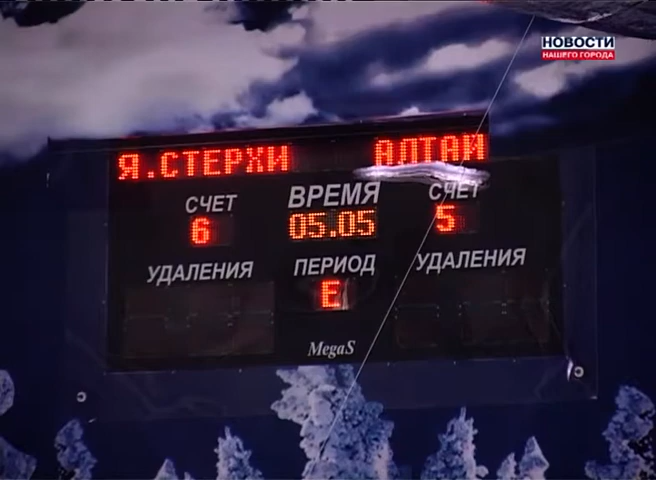 НОВОСТИ
НАШЕГО ГОРОДА
Я.СТЕРХИ АЛТАЙ
СЧЕТ ВРЕМЯ СЧЕТ
6 05.05 5
УДАЛЕНИЯ ПЕРИОД УДАЛЕНИЯ
E
MegaS